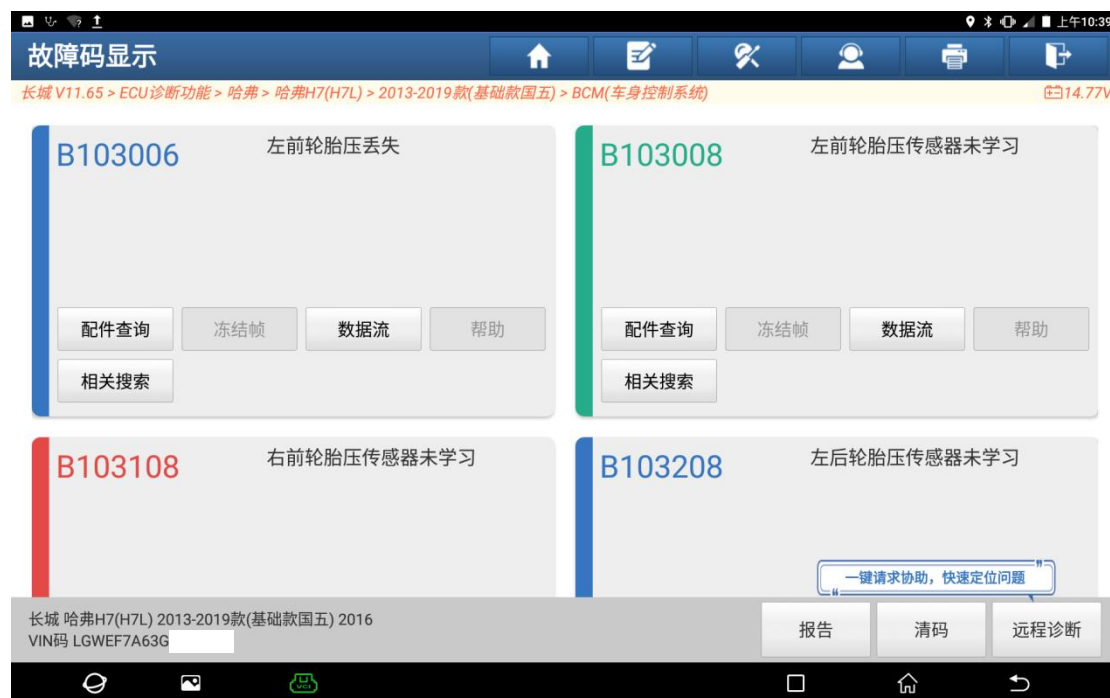 上午10:39
故障码显示
长城 V11.65 > ECU诊断功能 > 哈弗 > 哈弗H7(H7L) > 2013-2019款(基础款国五) > BCM(车身控制系统)
14.77V
B103006
左前轮胎压丢失
配件查询
冻结帧
数据流
帮助
相关搜索
B103008
左前轮胎压传感器未学习
配件查询
冻结帧
数据流
帮助
相关搜索
B103108
右前轮胎压传感器未学习
B103208
左后轮胎压传感器未学习
一键请求协助，快速定位问题
长城 哈弗H7(H7L) 2013-2019款(基础款国五) 2016
VIN码 LGWEF7A63G
报告
清码
远程诊断
VCI